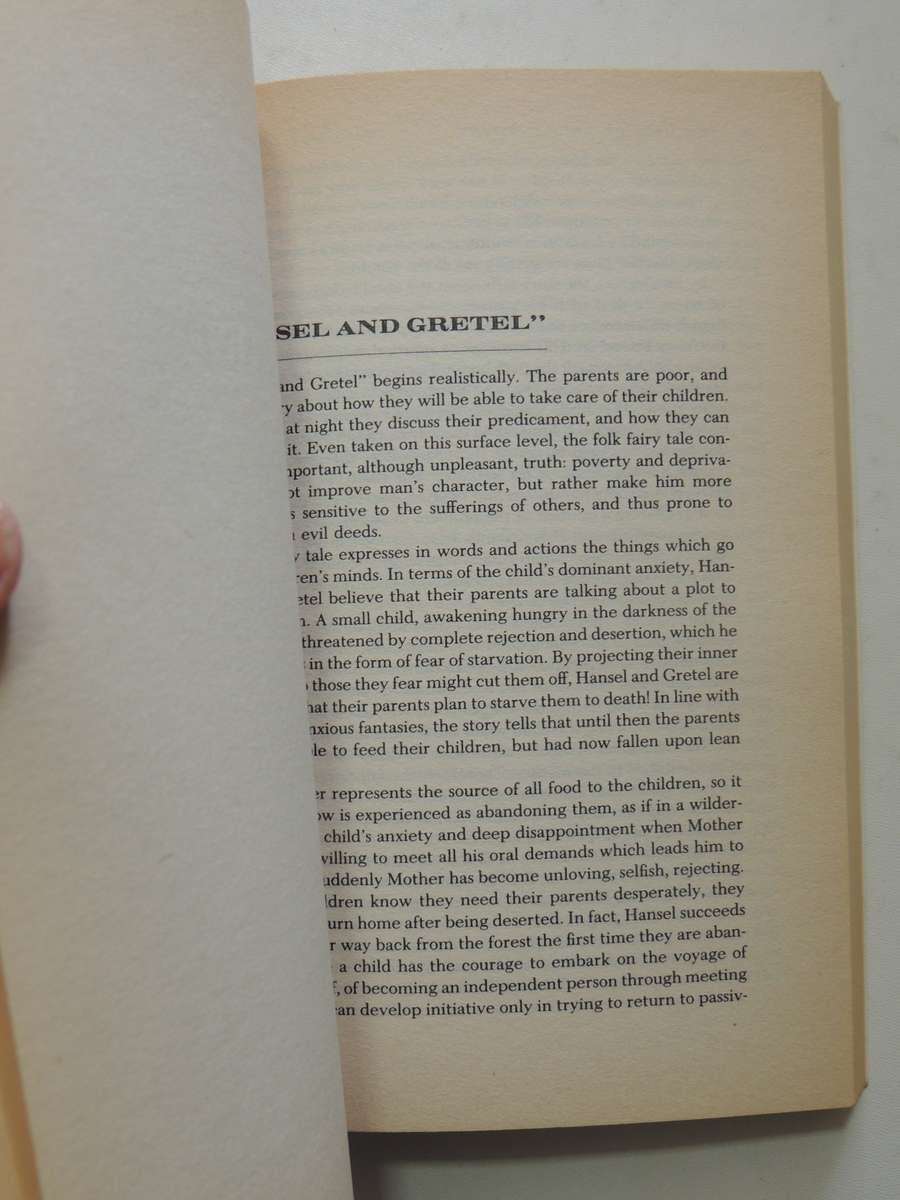 SEL AND GRETEL”
and Gretel” begins realistically. The parents are poor, and
ry about how they will be able to take care of their children.
at night they discuss their predicament, and how they can
it. Even taken on this surface level, the folk fairy tale con-
mportant, although unpleasant, truth: poverty and depriva-
ot improve man’s character, but rather make him more
s sensitive to the sufferings of others, and thus prone to
evil deeds.
y tale expresses in words and actions the things which go
ren’s minds. In terms of the child’s dominant anxiety, Han-
etel believe that their parents are talking about a plot to
n. A small child, awakening hungry in the darkness of the
threatened by complete rejection and desertion, which he
in the form of fear of starvation. By projecting their inner
those they fear might cut them off, Hansel and Gretel are
hat their parents plan to starve them to death! In line with
nxious fantasies, the story tells that until then the parents
le to feed their children, but had now fallen upon lean
er represents the source of all food to the children, so it
ow is experienced as abandoning them, as if in a wilder-
child’s anxiety and deep disappointment when Mother
willing to meet all his oral demands which leads him to
uddenly Mother has become unloving, selfish, rejecting.
ldren know they need their parents desperately, they
urn home after being deserted. In fact, Hansel succeeds
r way back from the forest the first time they are aban-
a child has the courage to embark on the voyage of
f, of becoming an independent person through meeting
can develop initiative only in trying to return to passiv-